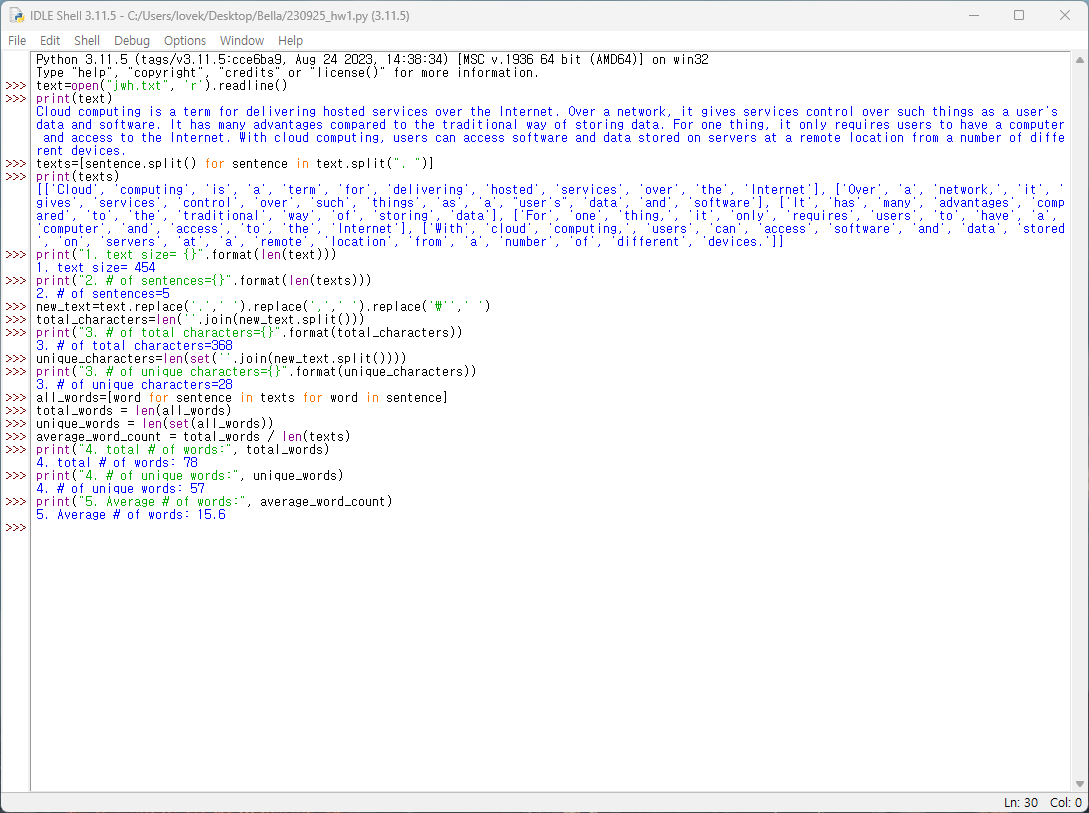 IDLE Shell 3.11.5 - C:/Users/lovek/Desktop/Bella/230925_hw1.py (3.11.5)
File Edit Shell Debug Options Window Help
Python 3.11.5 (tags/v3.11.5:cce6ba9, Aug 24 2023, 14:38:34) [MSC v.1936 64 bit (AMD64)] on win32
Type "help", "copyright", "credits" or "license()" for more information.
>>> text=open("jwh.txt", 'r').readline()
>>> print(text)
Cloud computing is a term for delivering hosted services over the Internet. Over a network, it gives services control over such things as a user's
data and software. It has many advantages compared to the traditional way of storing data. For one thing, it only requires users to have a computer
and access to the Internet. With cloud computing, users can access software and data stored on servers at a remote location from a number of diffe
rent devices.
>>> texts=[sentence.split() for sentence in text.split(". ")]
>>> print(texts)
[['Cloud', 'computing', 'is', 'a', 'term', 'for', 'delivering', 'hosted', 'services', 'over', 'the', 'Internet'], ['Over', 'a', 'network,', 'it', '
gives', 'services', 'control', 'over', 'such', 'things', 'as', 'a', "user's", 'data', 'and', 'software'], ['It', 'has', 'many', 'advantages', 'comp
ared', 'to', 'the', 'traditional', 'way', 'of', 'storing', 'data'], ['For', 'one', 'thing,', 'it', 'only', 'requires', 'users', 'to', 'have', 'a',
'computer', 'and', 'access', 'to', 'the', 'Internet'], ['With', 'cloud', 'computing,', 'users', 'can', 'access', 'software', 'and', 'data', 'stored
', 'on', 'servers', 'at', 'a', 'remote', 'location', 'from', 'a', 'number', 'of', 'different', 'devices.']]
>>> print("1. text size= {}".format(len(text)))
1. text size= 454
>>> print("2. # of sentences={}".format(len(texts)))
2. # of sentences=5
>>> new_text=text.replace('.',' ').replace(',',' ').replace('₩'',' ')
>>> total_characters=len(''.join(new_text.split()))
>>> print("3. # of total characters={}".format(total_characters))
3. # of total characters=368
>>> unique_characters=len(set(''.join(new_text.split())))
>>> print("3. # of unique characters={}".format(unique_characters))
3. # of unique characters=28
>>> all_words=[word for sentence in texts for word in sentence]
>>> total_words = len(all_words)
>>> unique_words = len(set(all_words))
>>> average_word_count = total_words / len(texts)
>>> print("4. total # of words:", total_words)
4. total # of words: 78
>>> print("4. # of unique words:", unique_words)
4. # of unique words: 57
>>> print("5. Average # of words:", average_word_count)
5. Average # of words: 15.6
>>>
Ln: 30 Col: 0